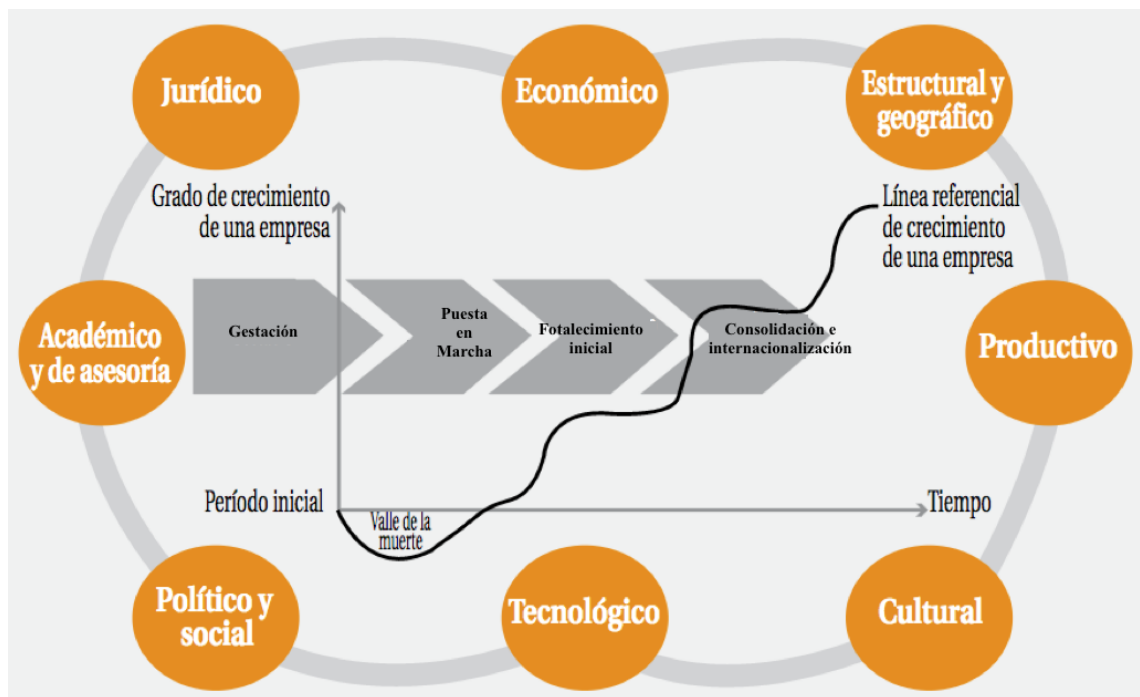 Jurídico
Económico
Estructural y
geográfico
Grado de crecimiento
de una empresa
Línea referencial
de crecimiento
de una empresa
Académico
y de asesoría
Gestación
Puesta
en
Marcha
Fotalecimiento
inicial
Consolidación e
internacionalización
Productivo
Período inicial
Valle de la
muerte
Tiempo
Político y
social
Tecnológico
Cultural